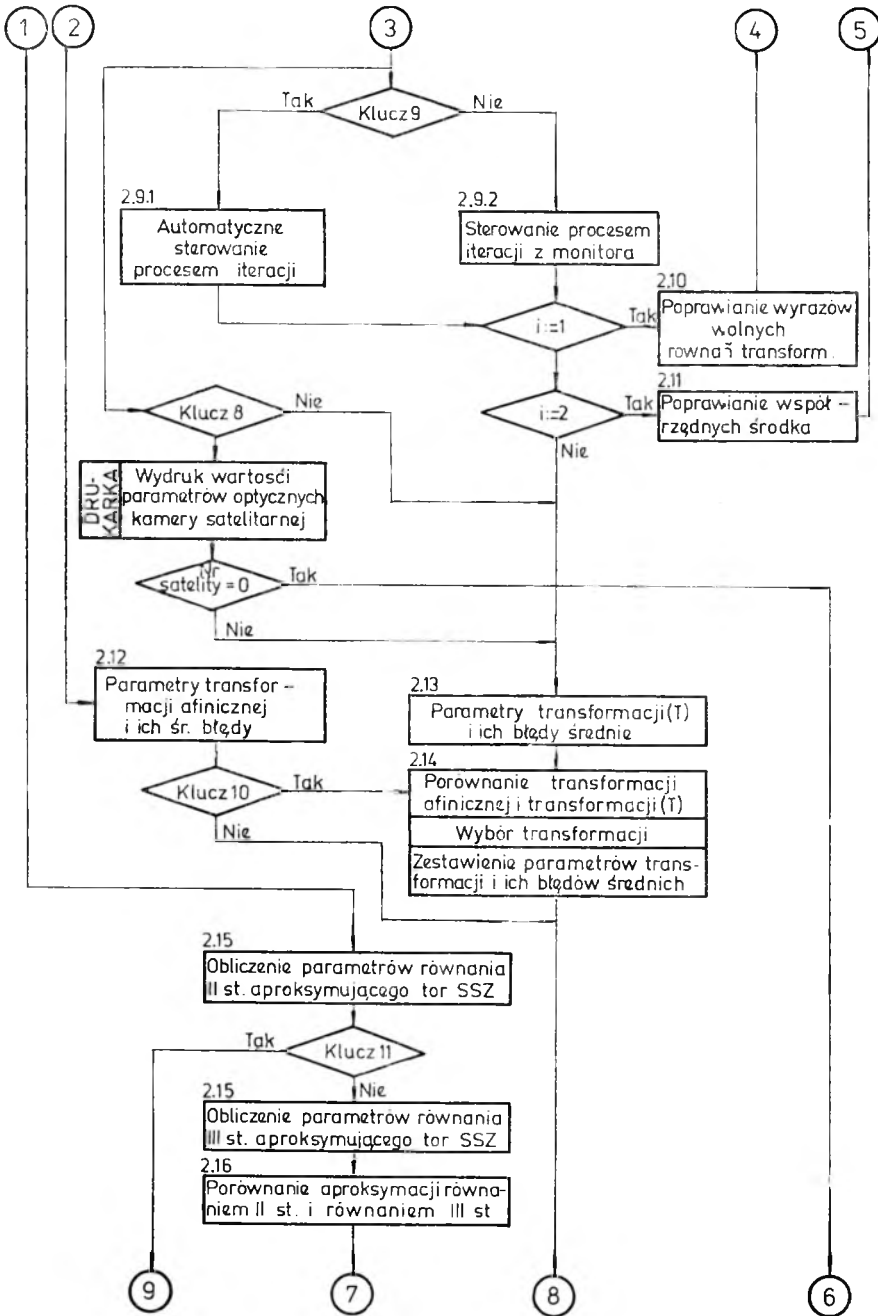 1
2
3
4
5
Klucz 9
Tak
Nie
2.9.1
Automatyczne
sterowanie
procesem iteracji
2.9.2
Sterowanie procesem
iteracji z monitora
i:=1
Tak
2.10
Poprawianie wyrazów
wolnych
rownań transform.
i:=2
Tak
Nie
2.11
Poprawianie współ-
rzędnych środka
Klucz 8
Nie
DRU-
KARKA
Wydruk wartości
parametrów optycznych
kamery satelitarnej
satelity = 0
Tak
Nie
2.12
Parametry transfor-
macji afinicznej
i ich śr. błędy
2.13
Parametry transformacji (T)
i ich błędy średnie
Klucz 10
Tak
Nie
2.14
Porównanie transformacji
afinicznej i transformacji (T)
Wybór transformacji
Zestawienie parametrów trans-
formacji i ich błędów średnich
2.15
Obliczenie parametrów równania
II st. aproksymującego tor SSZ
Klucz 11
Tak
Nie
2.15
Obliczenie parametrów równania
III st. aproksymującego tor SSZ
2.16
Porównanie aproksymacji równa-
niem II st. i równaniem III st
9
7
8
6